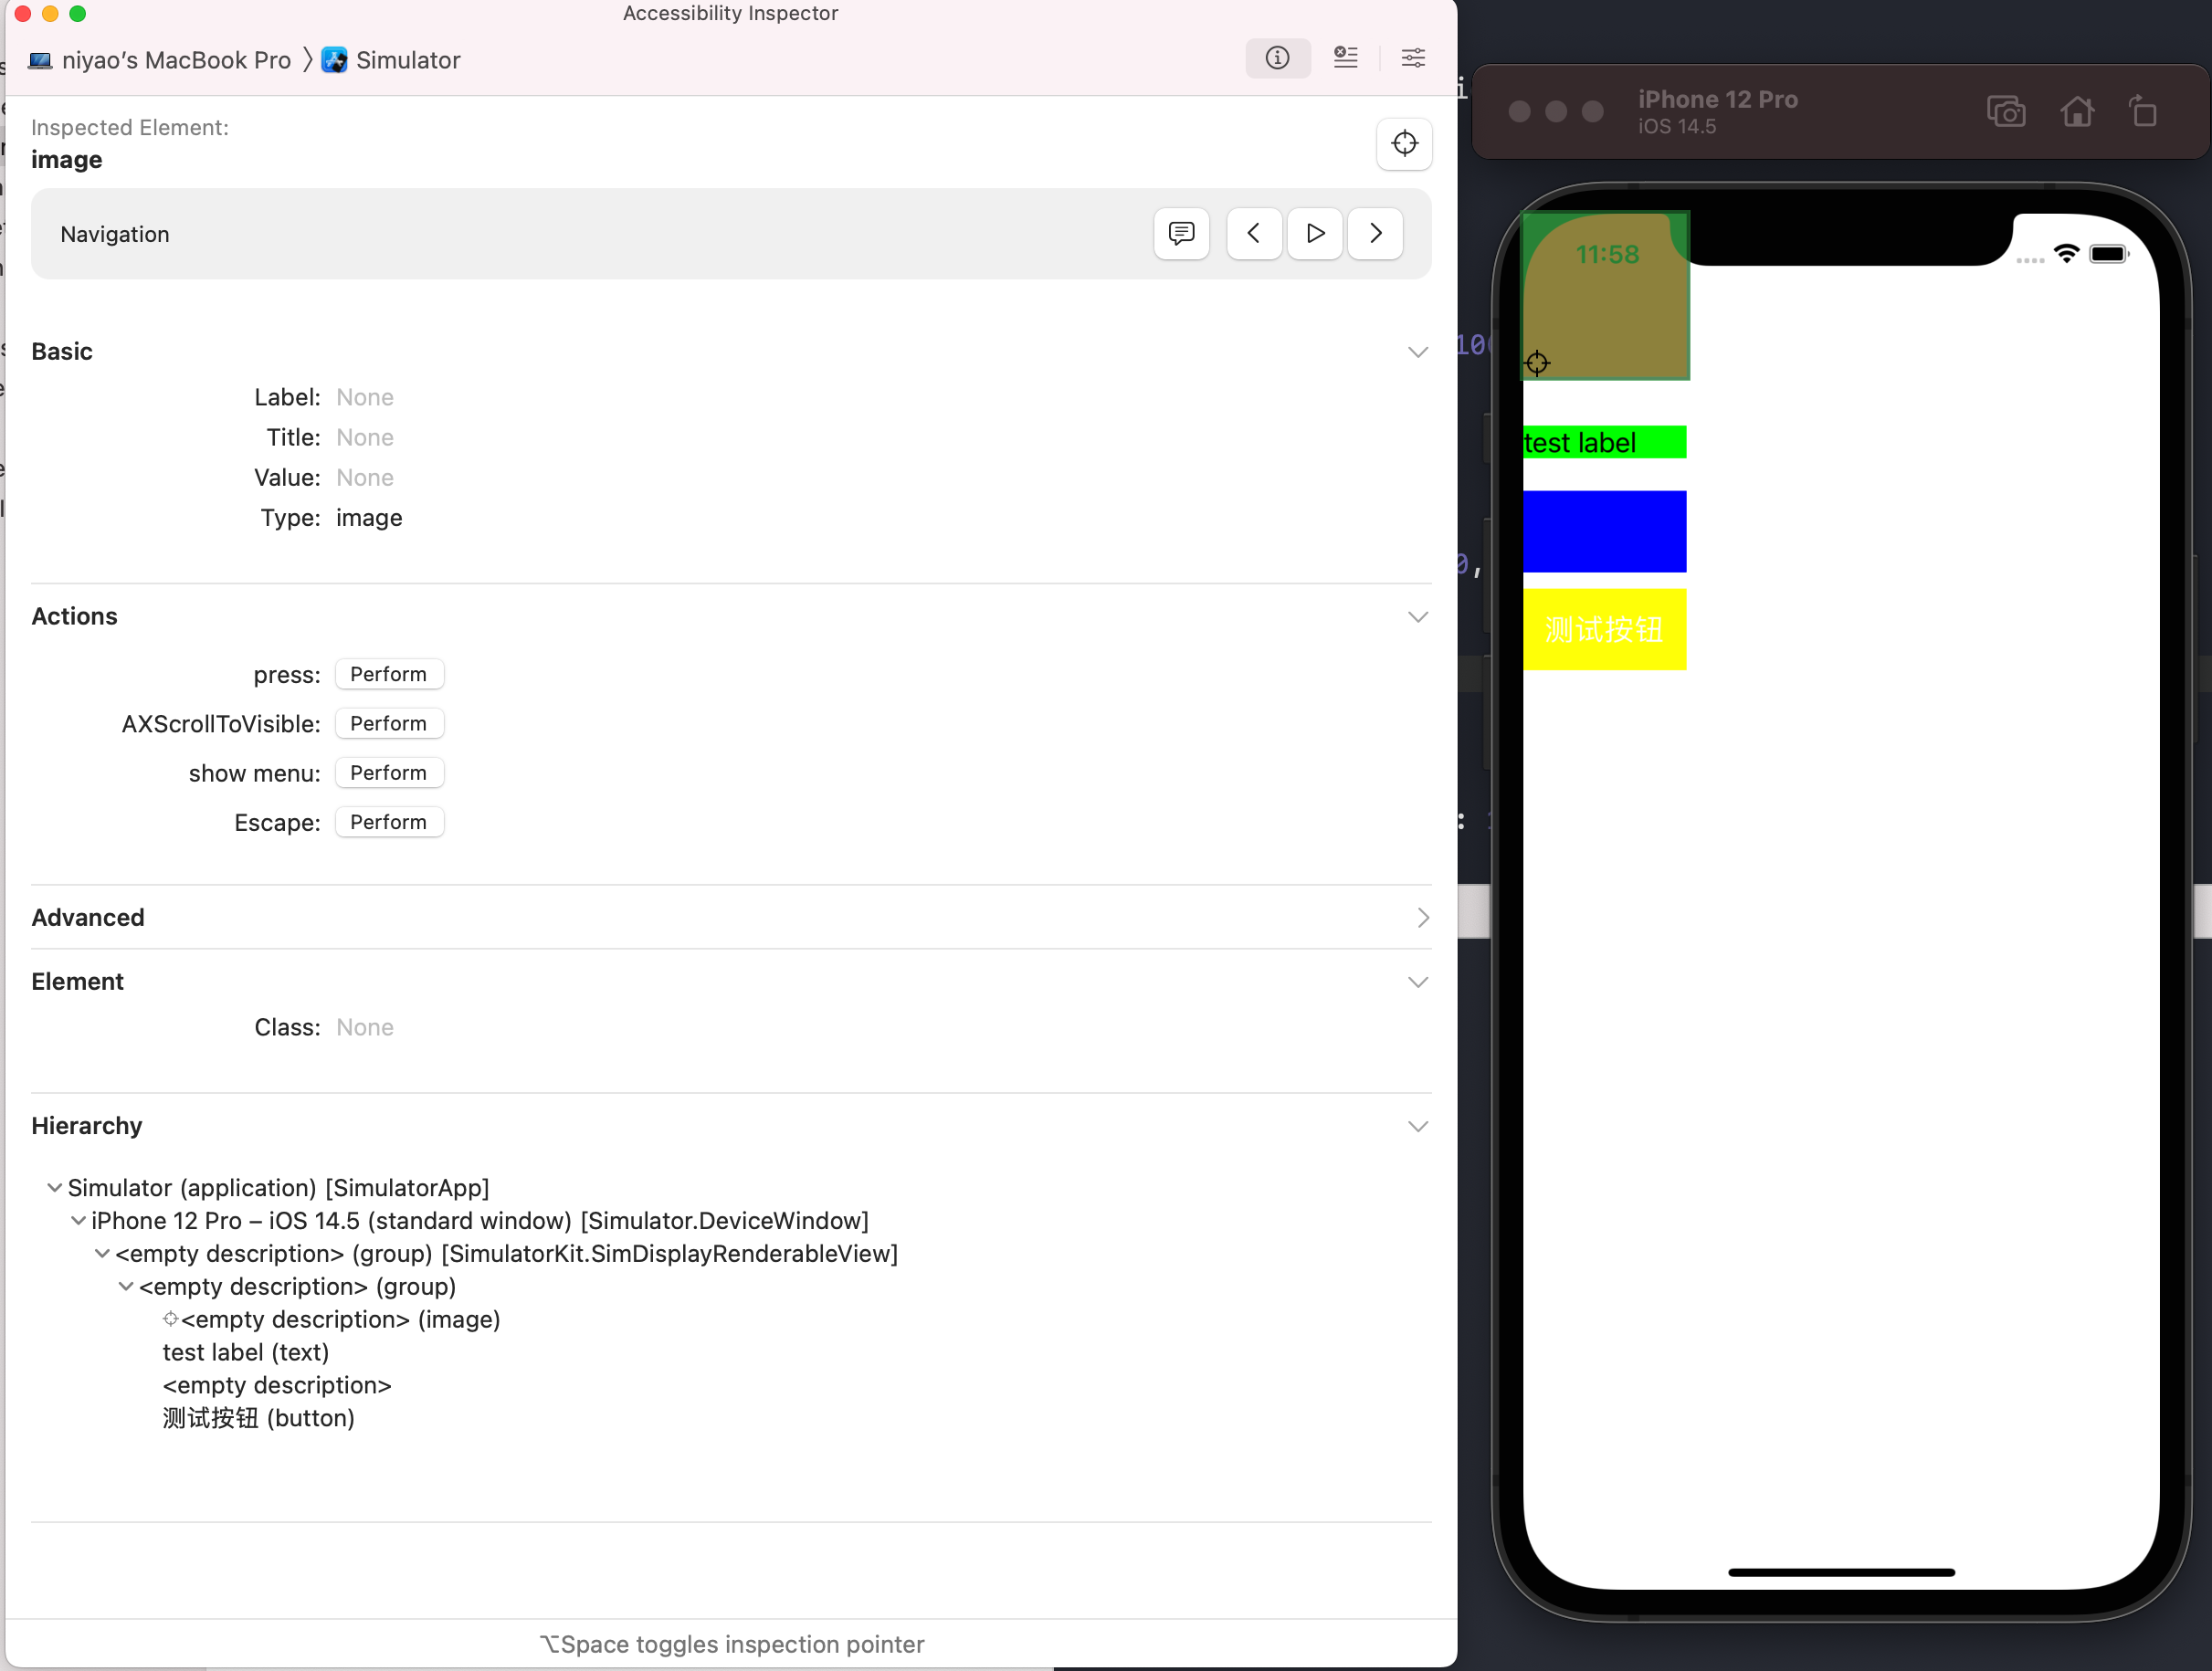 Accessibility Inspector
niyao’s MacBook Pro 〉 Simulator
Inspected Element:
image
Navigation
Basic
Label: None
Title: None
Value: None
Type: image
Actions
press: Perform
AXScrollToVisible: Perform
show menu: Perform
Escape: Perform
Advanced
Element
Class: None
Hierarchy
Simulator (application) [SimulatorApp]
iPhone 12 Pro – iOS 14.5 (standard window) [Simulator.DeviceWindow]
<empty description> (group) [SimulatorKit.SimDisplayRenderableView]
<empty description> (group)
<empty description> (image)
test label (text)
<empty description>
测试按钮 (button)
⌥Space toggles inspection pointer
iPhone 12 Pro
iOS 14.5
11:58
test label
测试按钮